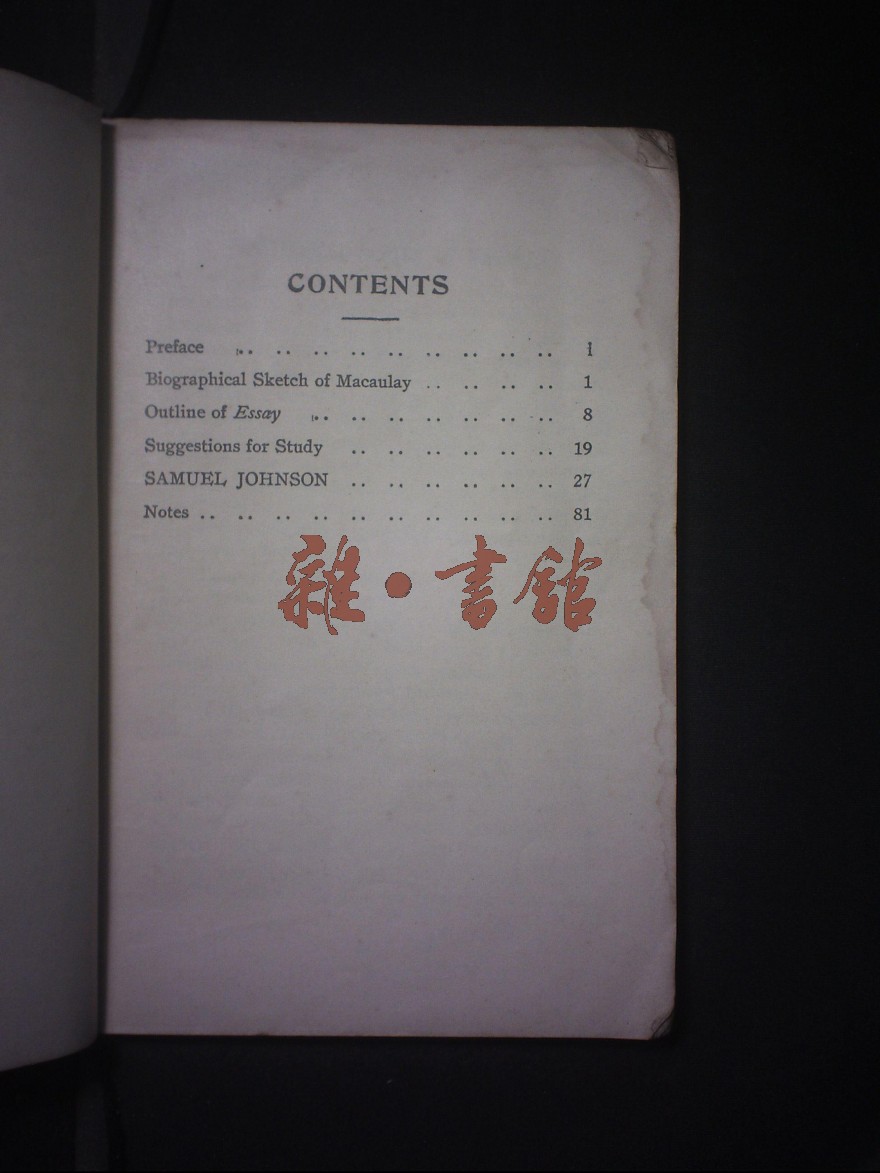 CONTENTS
Preface .. .. .. .. .. .. .. .. .. i
Biographical Sketch of Macaulay .. .. .. .. 1
Outline of Essay .. .. .. .. .. .. .. 8
Suggestions for Study .. .. .. .. .. .. 19
SAMUEL JOHNSON .. .. .. .. .. .. 27
Notes .. .. .. .. .. .. .. .. .. .. 81
雜•書館